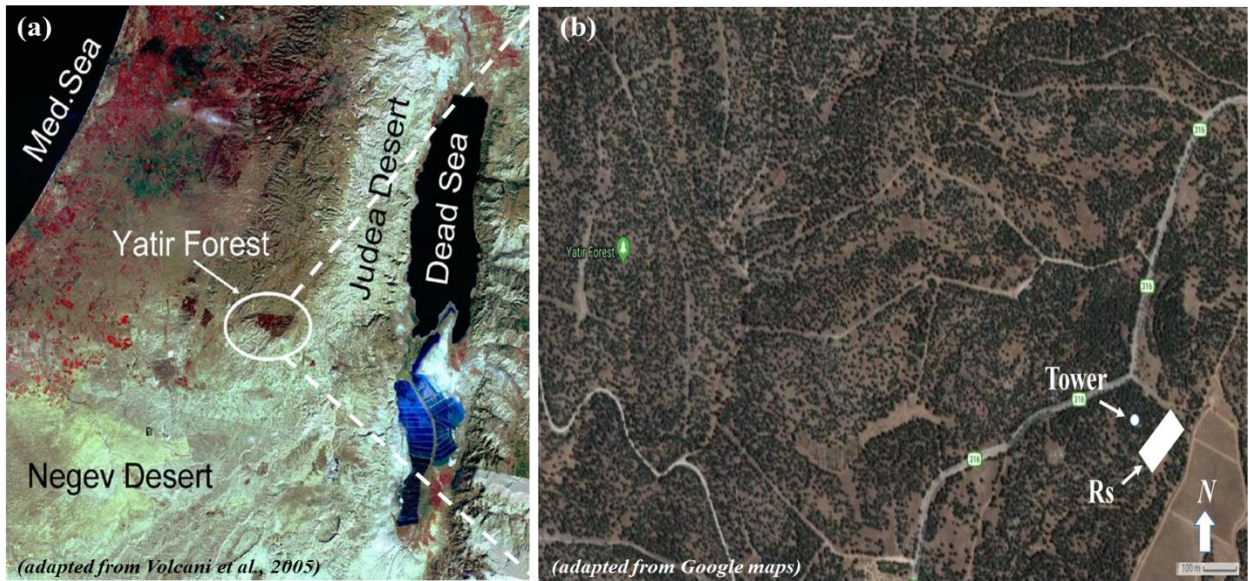 (a)
Med.Sea
Judea Desert
Dead Sea
Yatir Forest
Negev Desert
(adapted from Volcani et al., 2005)
(b)
316
Yatir Forest
316
Tower
316
316
Rs
N
(adapted from Google maps)
100 m